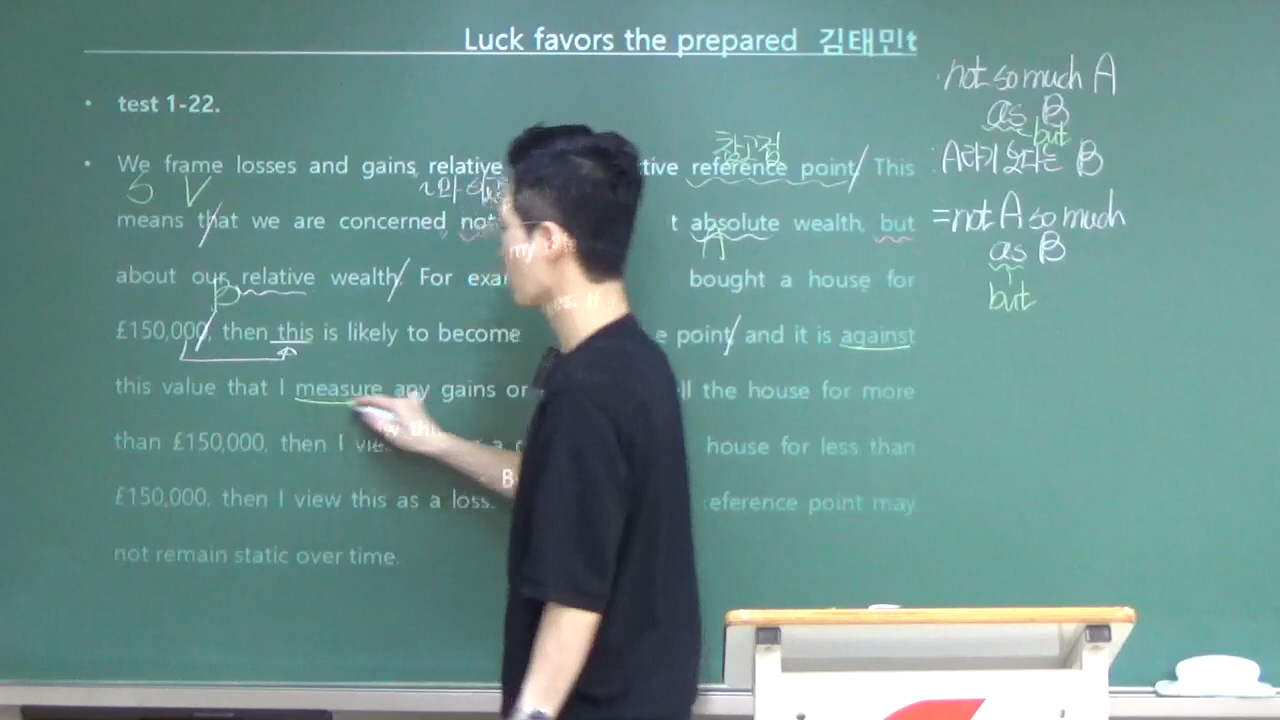 Luck favors the prepared 김태민t
• test 1-22.
참고점
• We frame losses and gains relative tive reference point. This
S V
means that we are concerned not t absolute wealth, but
my
A
about our relative wealth. For exa bought a house for
B
£150,000, then this is likely to become e point, and it is against
this value that I measure any gains or ll the house for more
than £150,000, then I vie house for less than
£150,000, then I view this as a loss. eference point may
not remain static over time.
· not so much A
as B
but
· A라기 보다는 B
= not A so much
as B
but